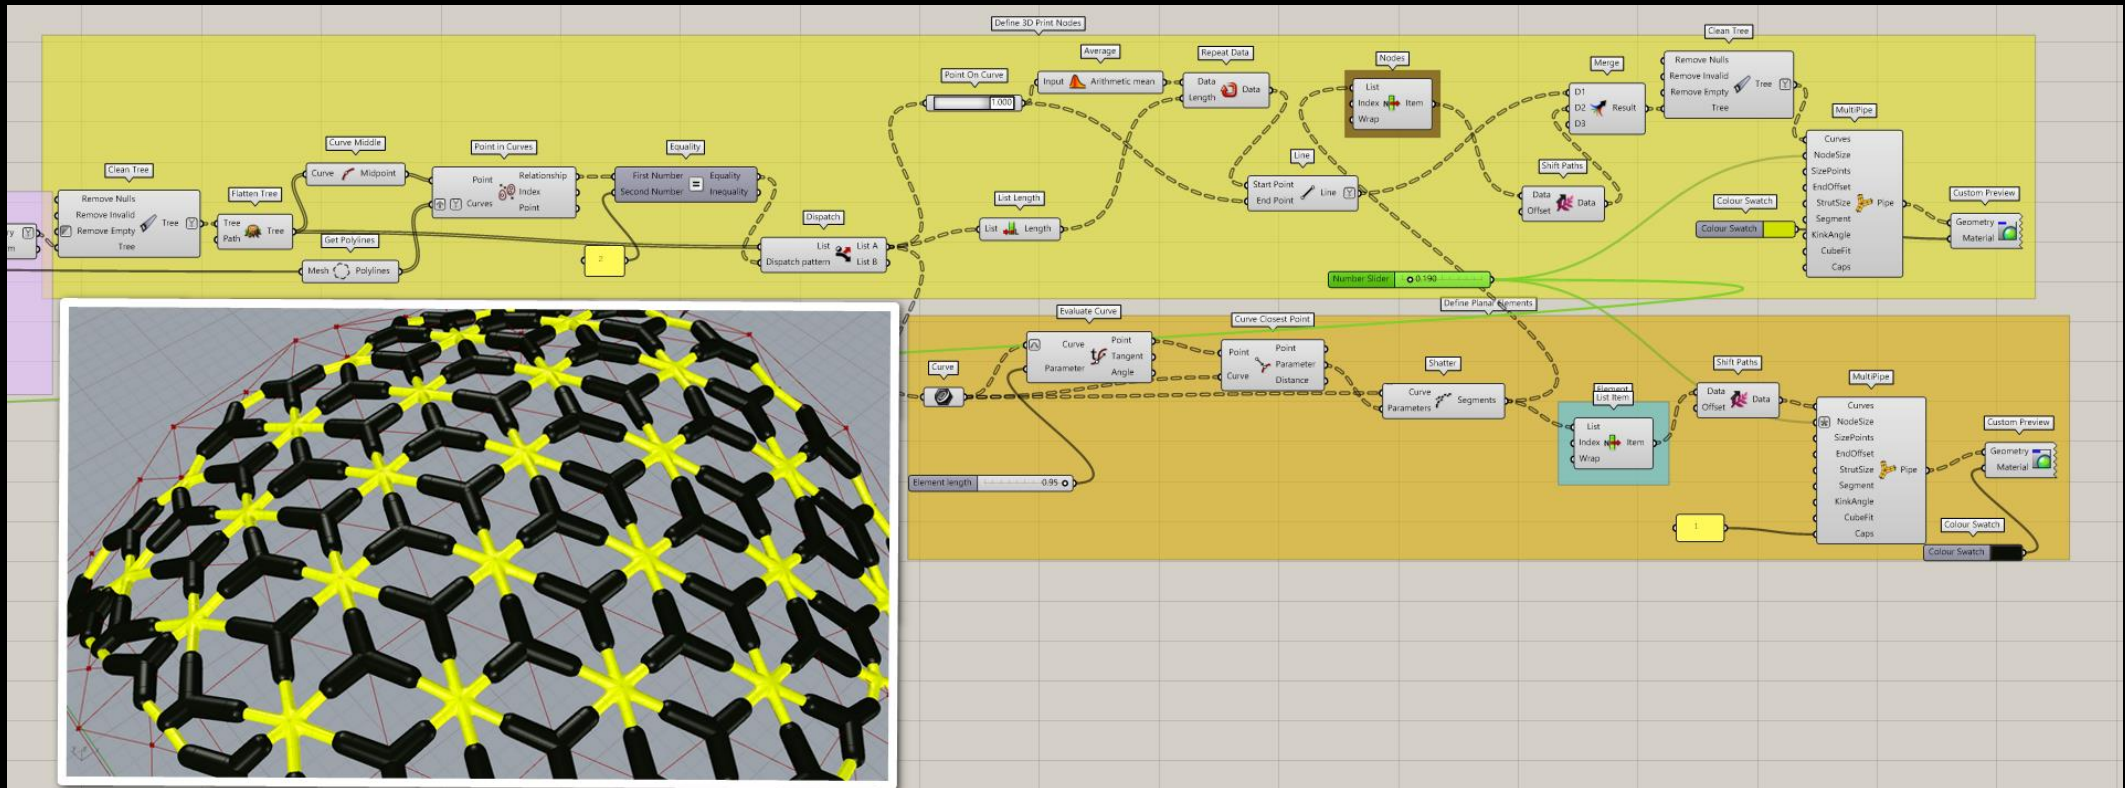 Define 3D Print Nodes
Clean Tree
Remove Nulls
Remove Invalid
Remove Empty
Tree
Tree
Flatten Tree
Tree
Path
Tree
Curve Middle
Curve
Midpoint
Get Polylines
Mesh
Polylines
Point in Curves
Point
Curves
Relationship
Index
Point
Equality
First Number
Second Number
Equality
Inequality
2
Dispatch
List
Dispatch pattern
List A
List B
Point On Curve
1.000
Average
Input
Arithmetic mean
Repeat Data
Data
Length
Data
List Length
List
Length
Line
Start Point
End Point
Line
Nodes
List
Index
Wrap
Item
Shift Paths
Data
Offset
Data
Merge
D1
D2
D3
Result
Clean Tree
Remove Nulls
Remove Invalid
Remove Empty
Tree
Tree
MultiPipe
Curves
NodeSize
SizePoints
EndOffset
StrutSize
Segment
KinkAngle
CubeFit
Caps
Pipe
Colour Swatch
Colour Swatch
Custom Preview
Geometry
Material
Number Slider
0.190
Define Planar Elements
Curve
Evaluate Curve
Curve
Parameter
Point
Tangent
Angle
Element length
0.95
Curve Closest Point
Point
Curve
Point
Parameter
Distance
Shatter
Curve
Parameters
Segments
Element
List Item
List
Index
Wrap
Item
Shift Paths
Data
Offset
Data
MultiPipe
Curves
NodeSize
SizePoints
EndOffset
StrutSize
Segment
KinkAngle
CubeFit
Caps
Pipe
1
Custom Preview
Geometry
Material
Colour Swatch
Colour Swatch